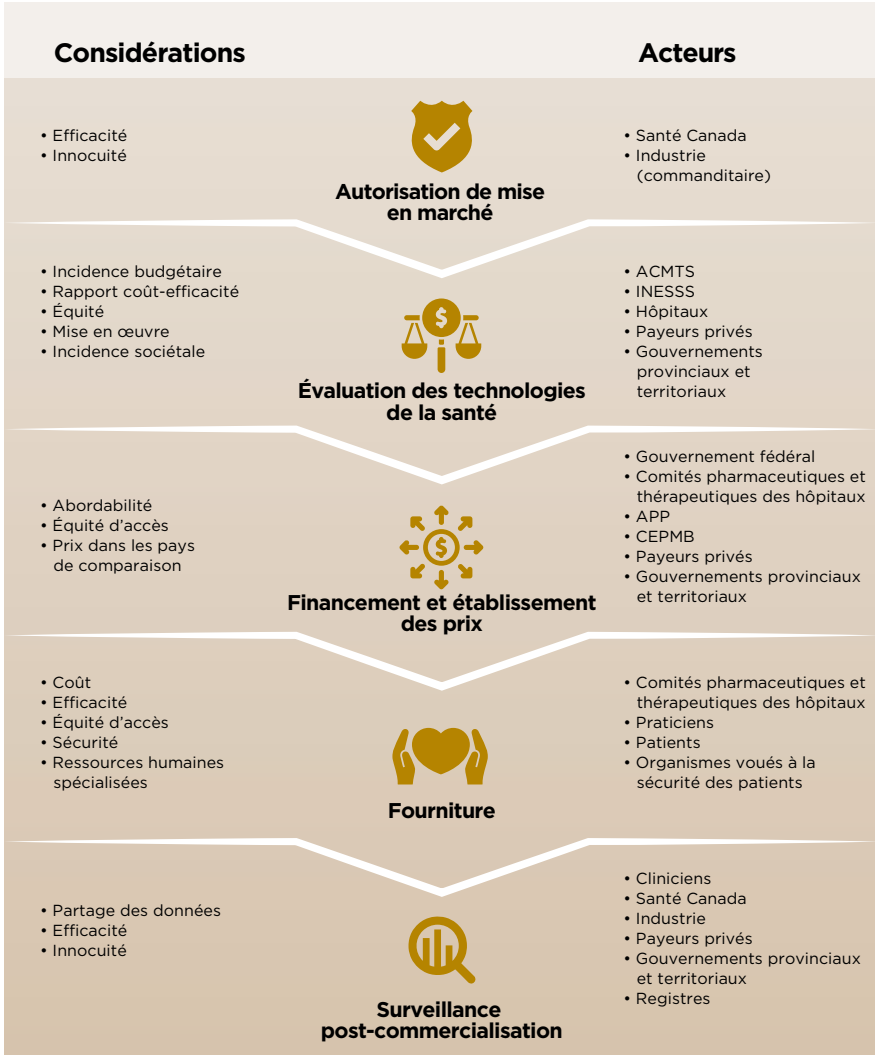 Considérations
Acteurs
• Efficacité
• Innocuité
Autorisation de mise
en marché
• Santé Canada
• Industrie
(commanditaire)
• Incidence budgétaire
• Rapport coût-efficacité
• Équité
• Mise en œuvre
• Incidence sociétale
$
Évaluation des technologies
de la santé
• ACMTS
• INESSS
• Hôpitaux
• Payeurs privés
• Gouvernements
provinciaux et
territoriaux
• Abordabilité
• Équité d’accès
• Prix dans les pays
de comparaison
$
Financement et établissement
des prix
• Gouvernement fédéral
• Comités pharmaceutiques et
thérapeutiques des hôpitaux
• APP
• CEPMB
• Payeurs privés
• Gouvernements provinciaux
et territoriaux
• Coût
• Efficacité
• Équité d’accès
• Sécurité
• Ressources humaines
spécialisées
Fourniture
• Comités pharmaceutiques et
thérapeutiques des hôpitaux
• Praticiens
• Patients
• Organismes voués à la
sécurité des patients
• Partage des données
• Efficacité
• Innocuité
Surveillance
post-commercialisation
• Cliniciens
• Santé Canada
• Industrie
• Payeurs privés
• Gouvernements provinciaux
et territoriaux
• Registres